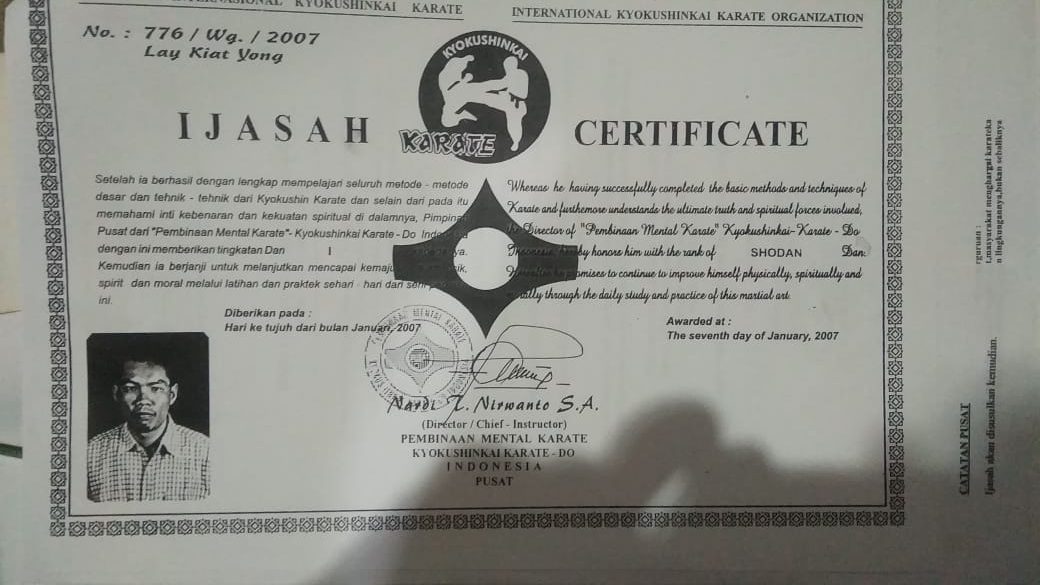 KYOKUSHINKAI KARATE
INTERNATIONAL KYOKUSHINKAI KARATE ORGANIZATION
No. : 776 / Wg. / 2007
Lay Kiat Yong
KYOKUSHINKAI
KARATE
IJASAH
CERTIFICATE
Setelah ia berhasil dengan lengkap mempelajari seluruh metode - metode
dasar dan tehnik - tehnik dari Kyokushin Karate dan selain dari pada itu
memahami inti kebenaran dan kekuatan spiritual di dalamnya, Pimpinan
Pusat dari "Pembinaan Mental Karate"- Kyokushinkai Karate - Do
dengan ini memberikan tingkatan Dan I
Kemudian ia berjanji untuk melanjutkan mencapai
spirit dan moral melalui latihan dan praktek sehari - hari dari
ini.
Diberikan pada :
Hari ke tujuh dari bulan Januari, 2007
Whereas he having successfully completed the basic methods and techniques of
Karate and furthermore understands the ultimate truth and spiritual forces involved,
the Director of "Pembinaan Mental Karate" Kyokushinkai - Karate - Do
hereby honors him with the rank of SHODAN Dan.
promises to continue to improve himself physically, spiritually and
morally through the daily study and practice of this martial art.
Awarded at :
The seventh day of January, 2007
MENTAL KARATE
Nardi T. Nirwanto S.A.
(Director / Chief - Instructor)
PEMBINAAN MENTAL KARATE
KYOKUSHINKAI KARATE - DO
INDONESIA
PUSAT
menghargai karateka
bukan sebaliknya
CATATAN PUSAT
Ijasah akan disusulkan kemudian.